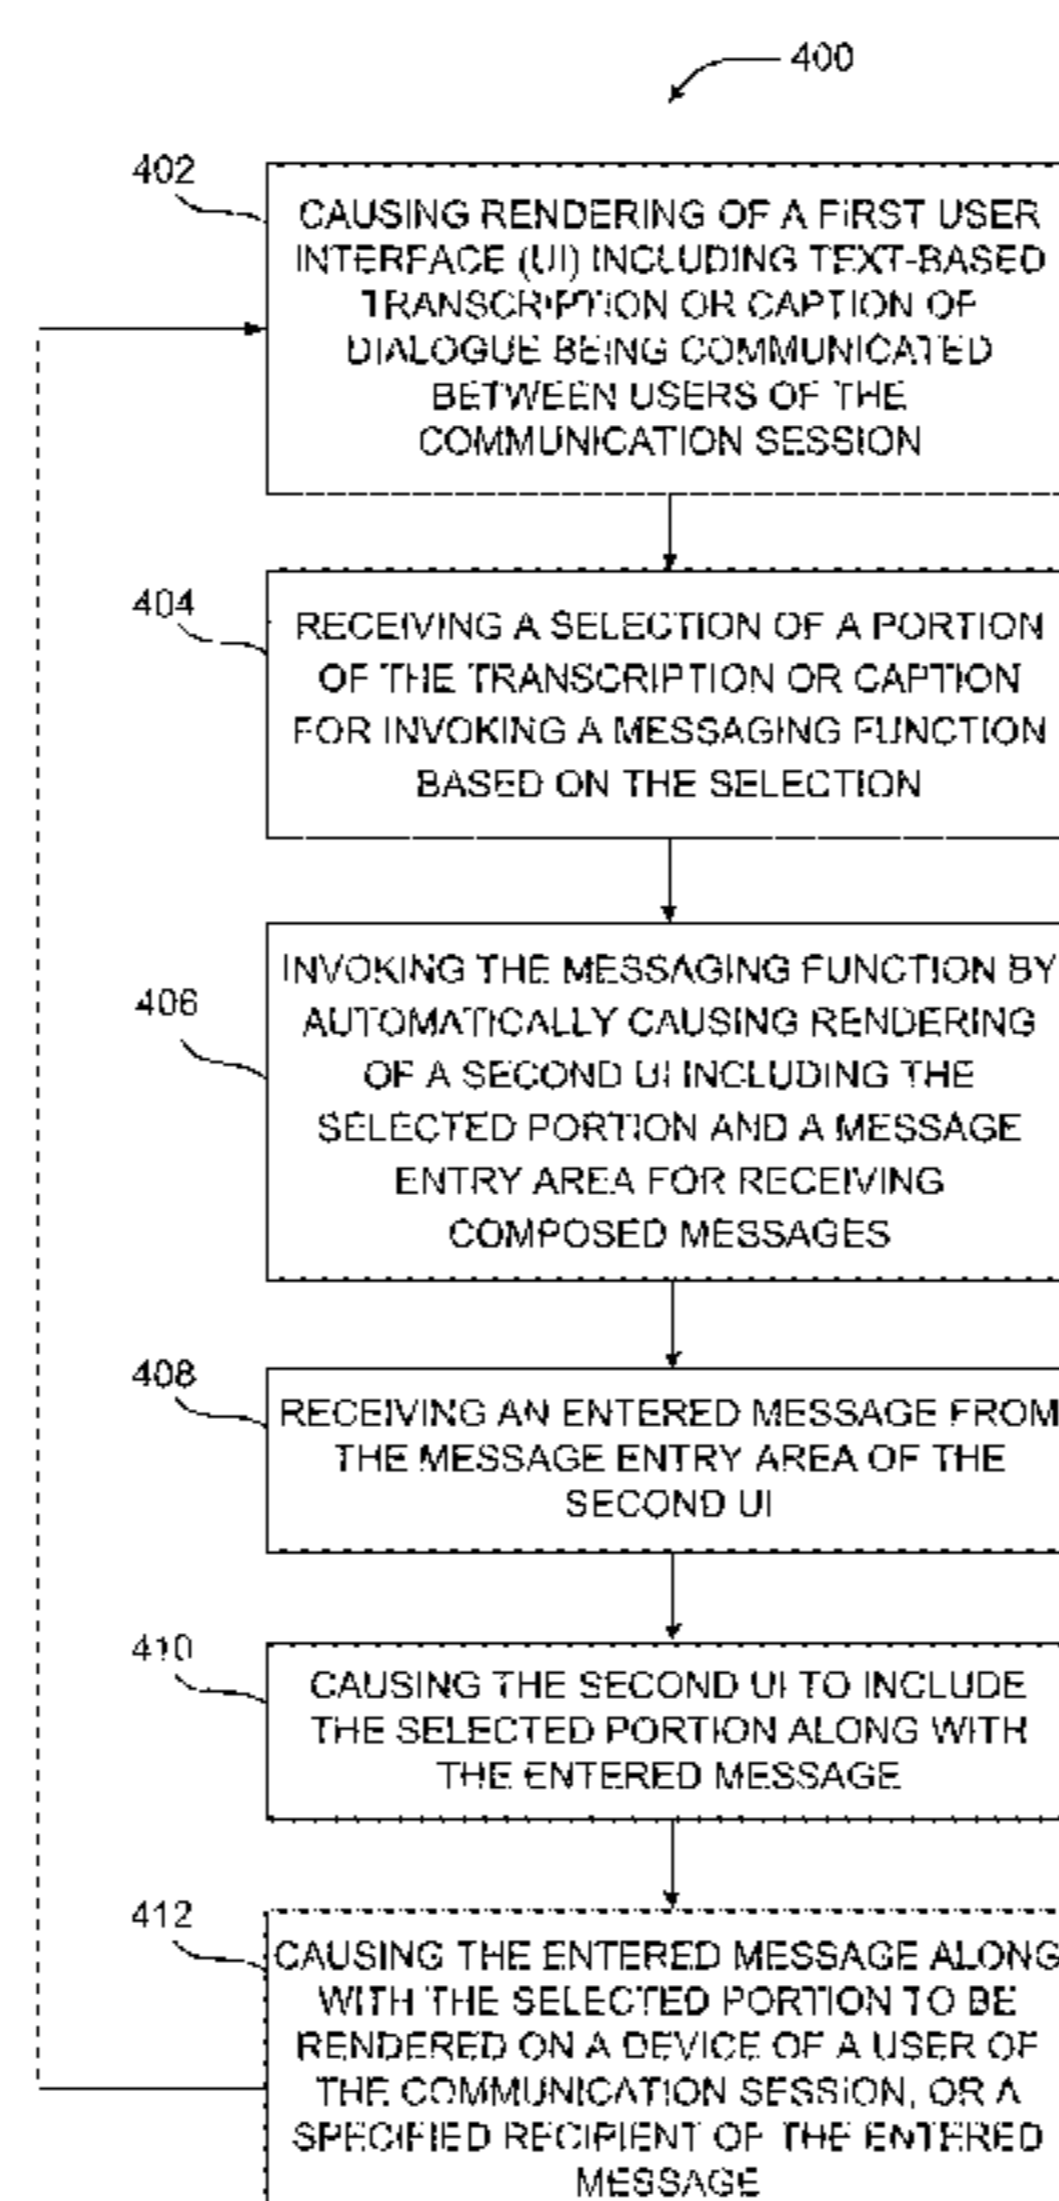 400
402
CAUSING RENDERING OF A FIRST USER
INTERFACE (UI) INCLUDING TEXT-BASED
TRANSCRIPTION OR CAPTION OF
DIALOGUE BEING COMMUNICATED
BETWEEN USERS OF THE
COMMUNICATION SESSION
404
RECEIVING A SELECTION OF A PORTION
OF THE TRANSCRIPTION OR CAPTION
FOR INVOKING A MESSAGING FUNCTION
BASED ON THE SELECTION
406
INVOKING THE MESSAGING FUNCTION BY
AUTOMATICALLY CAUSING RENDERING
OF A SECOND UI INCLUDING THE
SELECTED PORTION AND A MESSAGE
ENTRY AREA FOR RECEIVING
COMPOSED MESSAGES
408
RECEIVING AN ENTERED MESSAGE FROM
THE MESSAGE ENTRY AREA OF THE
SECOND UI
410
CAUSING THE SECOND UI TO INCLUDE
THE SELECTED PORTION ALONG WITH
THE ENTERED MESSAGE
412
CAUSING THE ENTERED MESSAGE ALONG
WITH THE SELECTED PORTION TO BE
RENDERED ON A DEVICE OF A USER OF
THE COMMUNICATION SESSION, OR A
SPECIFIED RECIPIENT OF THE ENTERED
MESSAGE